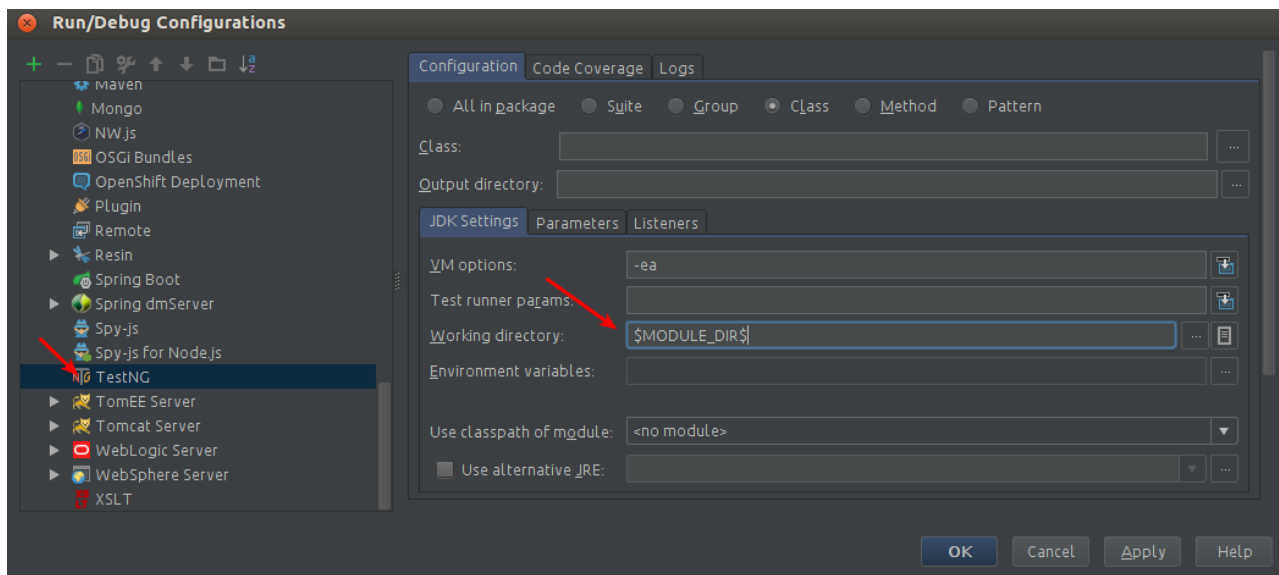 Run/Debug Configurations
Maven
Mongo
NW.js
OSGi Bundles
OpenShift Deployment
Plugin
Remote
Resin
Spring Boot
Spring dmServer
Spy-js
Spy-js for Node.js
TestNG
TomEE Server
Tomcat Server
WebLogic Server
WebSphere Server
XSLT
Configuration Code Coverage Logs
All in package Suite Group Class Method Pattern
Class: ...
Output directory: ...
JDK Settings Parameters Listeners
VM options: -ea
Test runner params:
Working directory: $MODULE_DIR$ ...
Environment variables: ...
Use classpath of module: <no module>
Use alternative JRE: ...
OK Cancel Apply Help